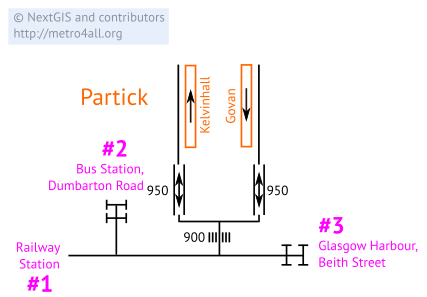 © NextGIS and contributors
http://metro4all.org
Partick
Kelvinhall
Govan
#2
Bus Station,
Dumbarton Road
950
950
900
#3
Glasgow Harbour,
Beith Street
Railway
Station
#1